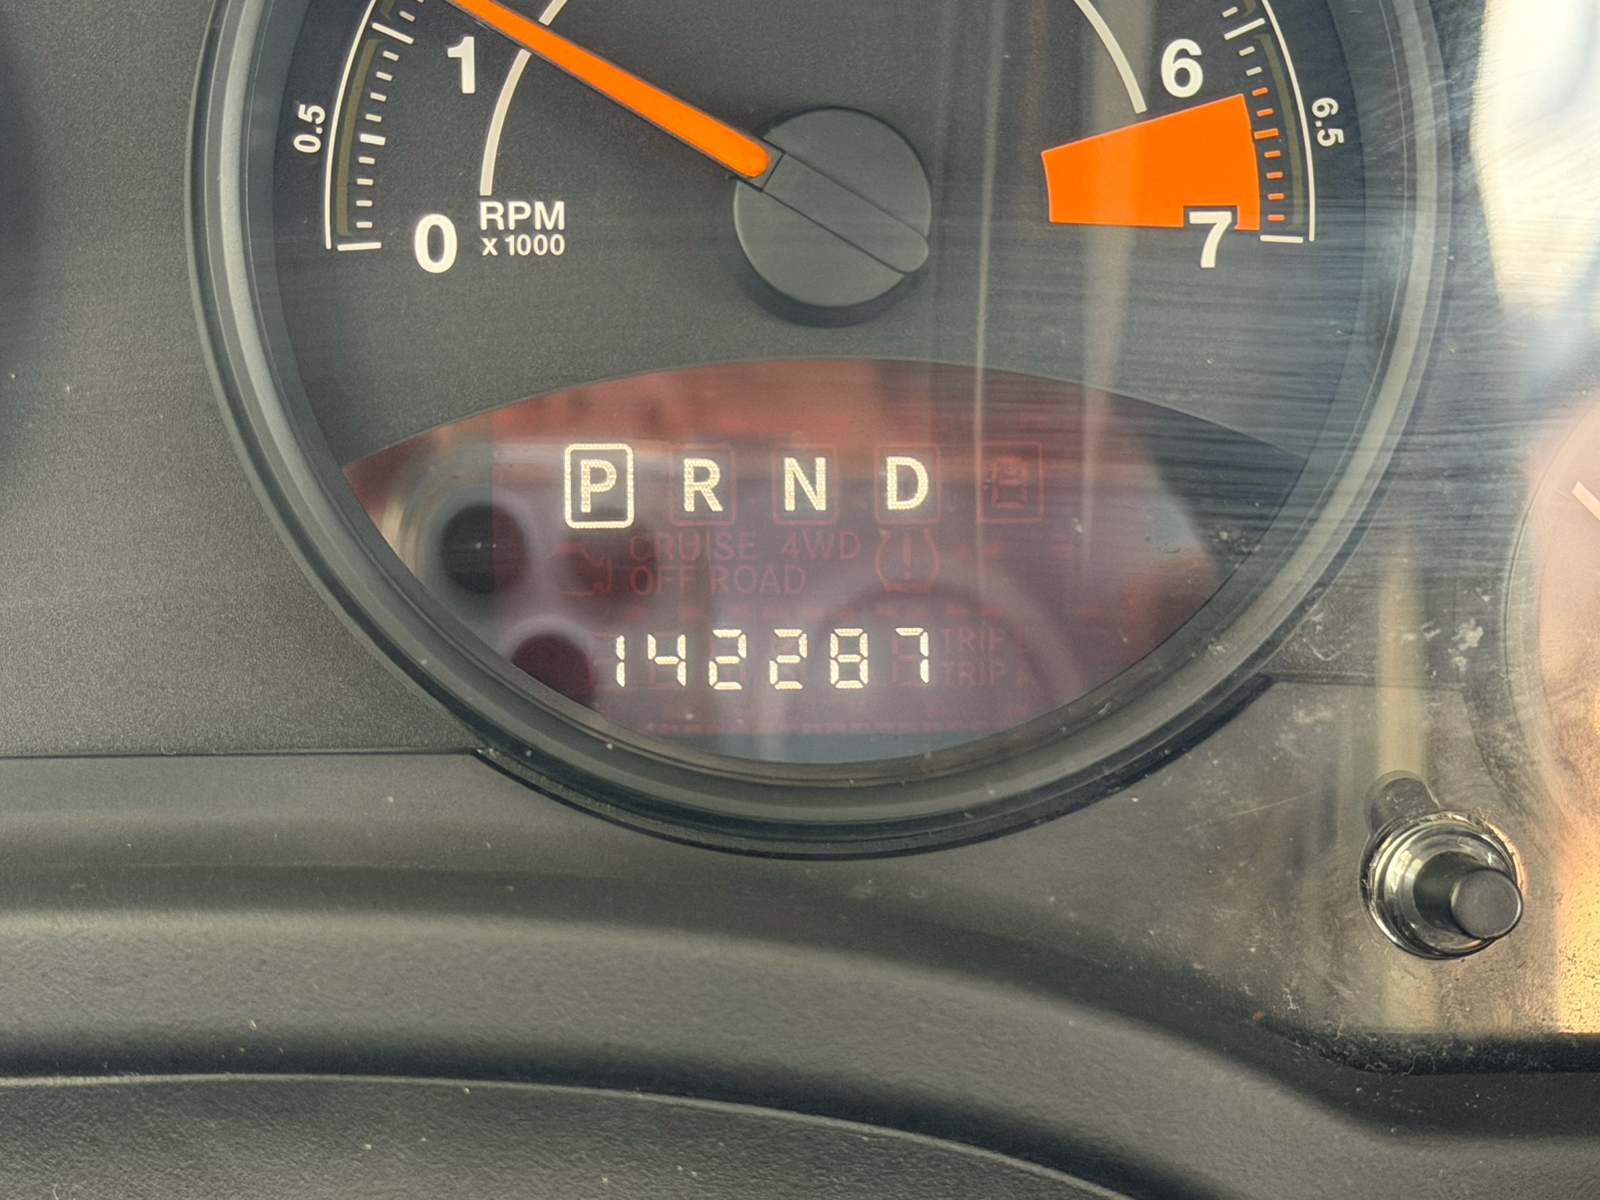 1
6
0.5
6.5
0
RPM
x 1000
7
P R N D
CRUISE 4WD
OFF ROAD
142287
TRIP
TRIP A